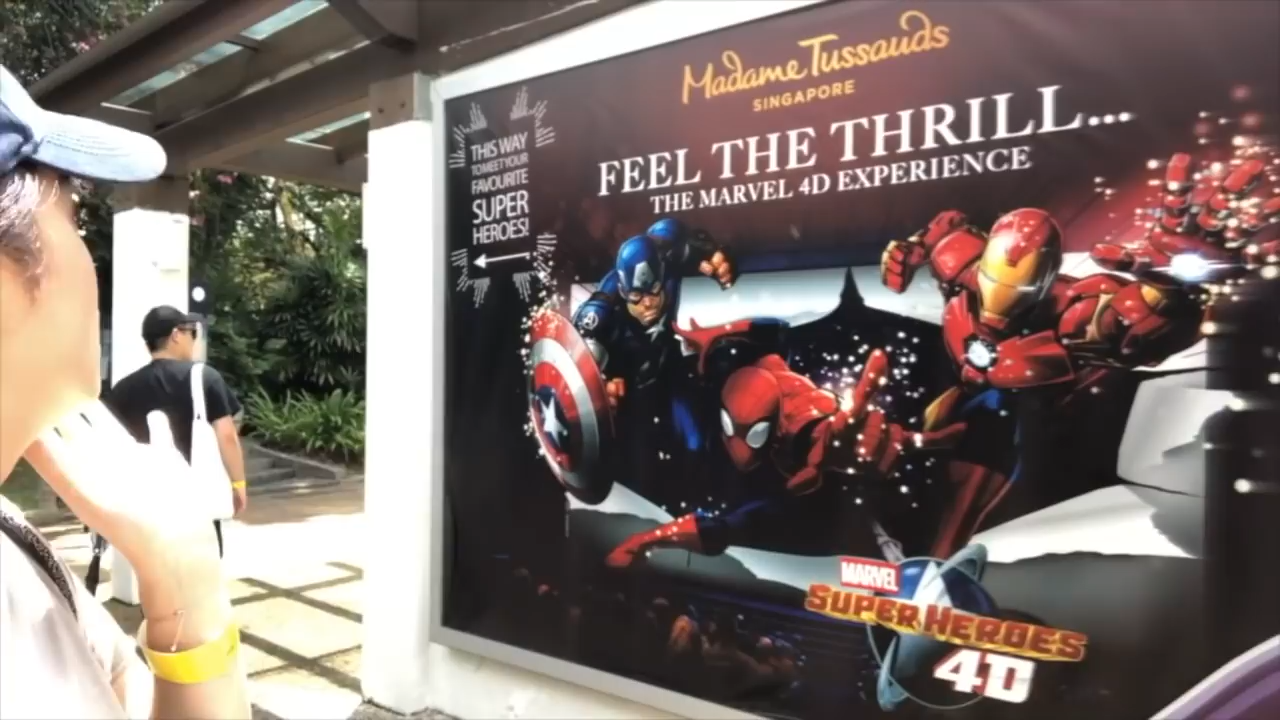 Madame Tussauds
SINGAPORE
FEEL THE THRILL...
THE MARVEL 4D EXPERIENCE
THIS WAY
TO MEET YOUR
FAVOURITE
SUPER
HEROES!
A
MARVEL
SUPER HEROES
4D